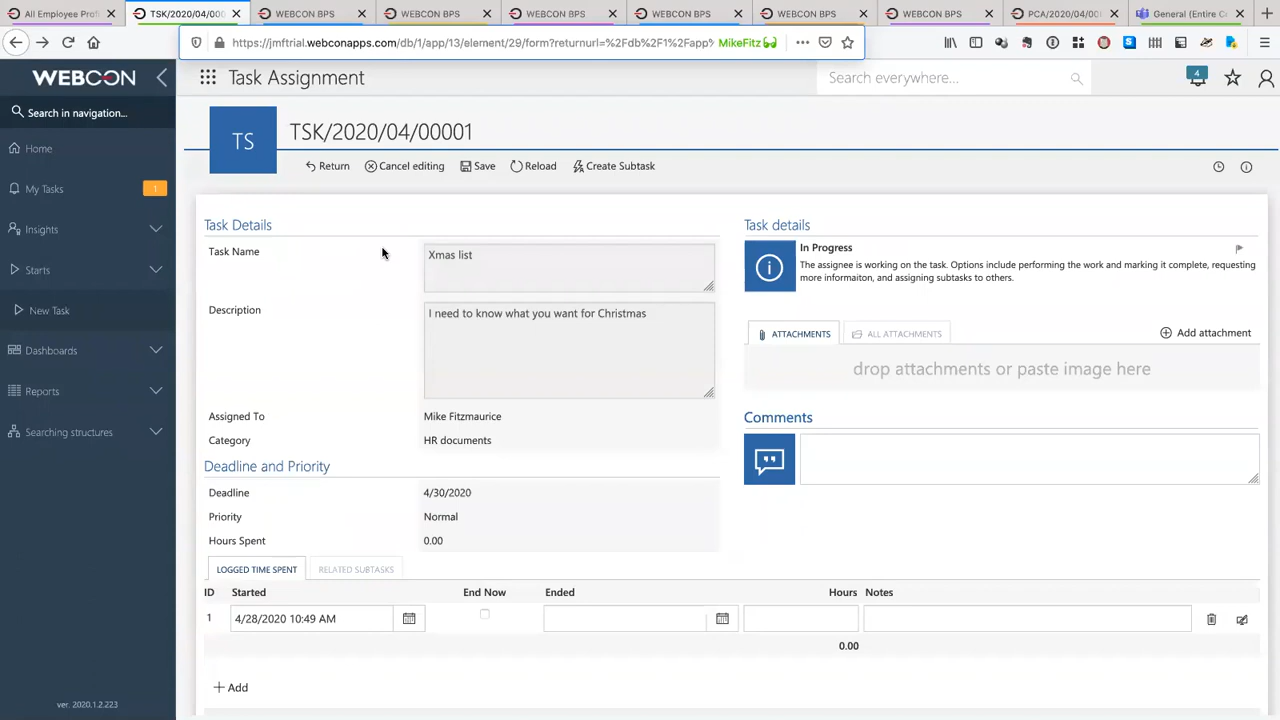 All Employee Prof
TSK/2020/04/000
WEBCON BPS
WEBCON BPS
WEBCON BPS
WEBCON BPS
WEBCON BPS
WEBCON BPS
PCA/2020/04/00
General (Entire C
https://jmftrial.webconapps.com/db/1/app/13/element/29/form?returnurl=%2Fdb%2F1%2Fapp%
MikeFitz
WEBCON
Task Assignment
Search everywhere...
4
Search in navigation...
Home
My Tasks
1
Insights
Starts
New Task
Dashboards
Reports
Searching structures
ver. 2020.1.2.223
TS
TSK/2020/04/00001
Return
Cancel editing
Save
Reload
Create Subtask
Task Details
Task Name
Xmas list
Description
I need to know what you want for Christmas
Assigned To
Mike Fitzmaurice
Category
HR documents
Deadline and Priority
Deadline
4/30/2020
Priority
Normal
Hours Spent
0.00
Task details
In Progress
The assignee is working on the task. Options include performing the work and marking it complete, requesting
more informaiton, and assigning subtasks to others.
ATTACHMENTS
ALL ATTACHMENTS
Add attachment
drop attachments or paste image here
Comments
LOGGED TIME SPENT
RELATED SUBTASKS
ID Started End Now Ended Hours Notes
1 4/28/2020 10:49 AM
0.00
Add